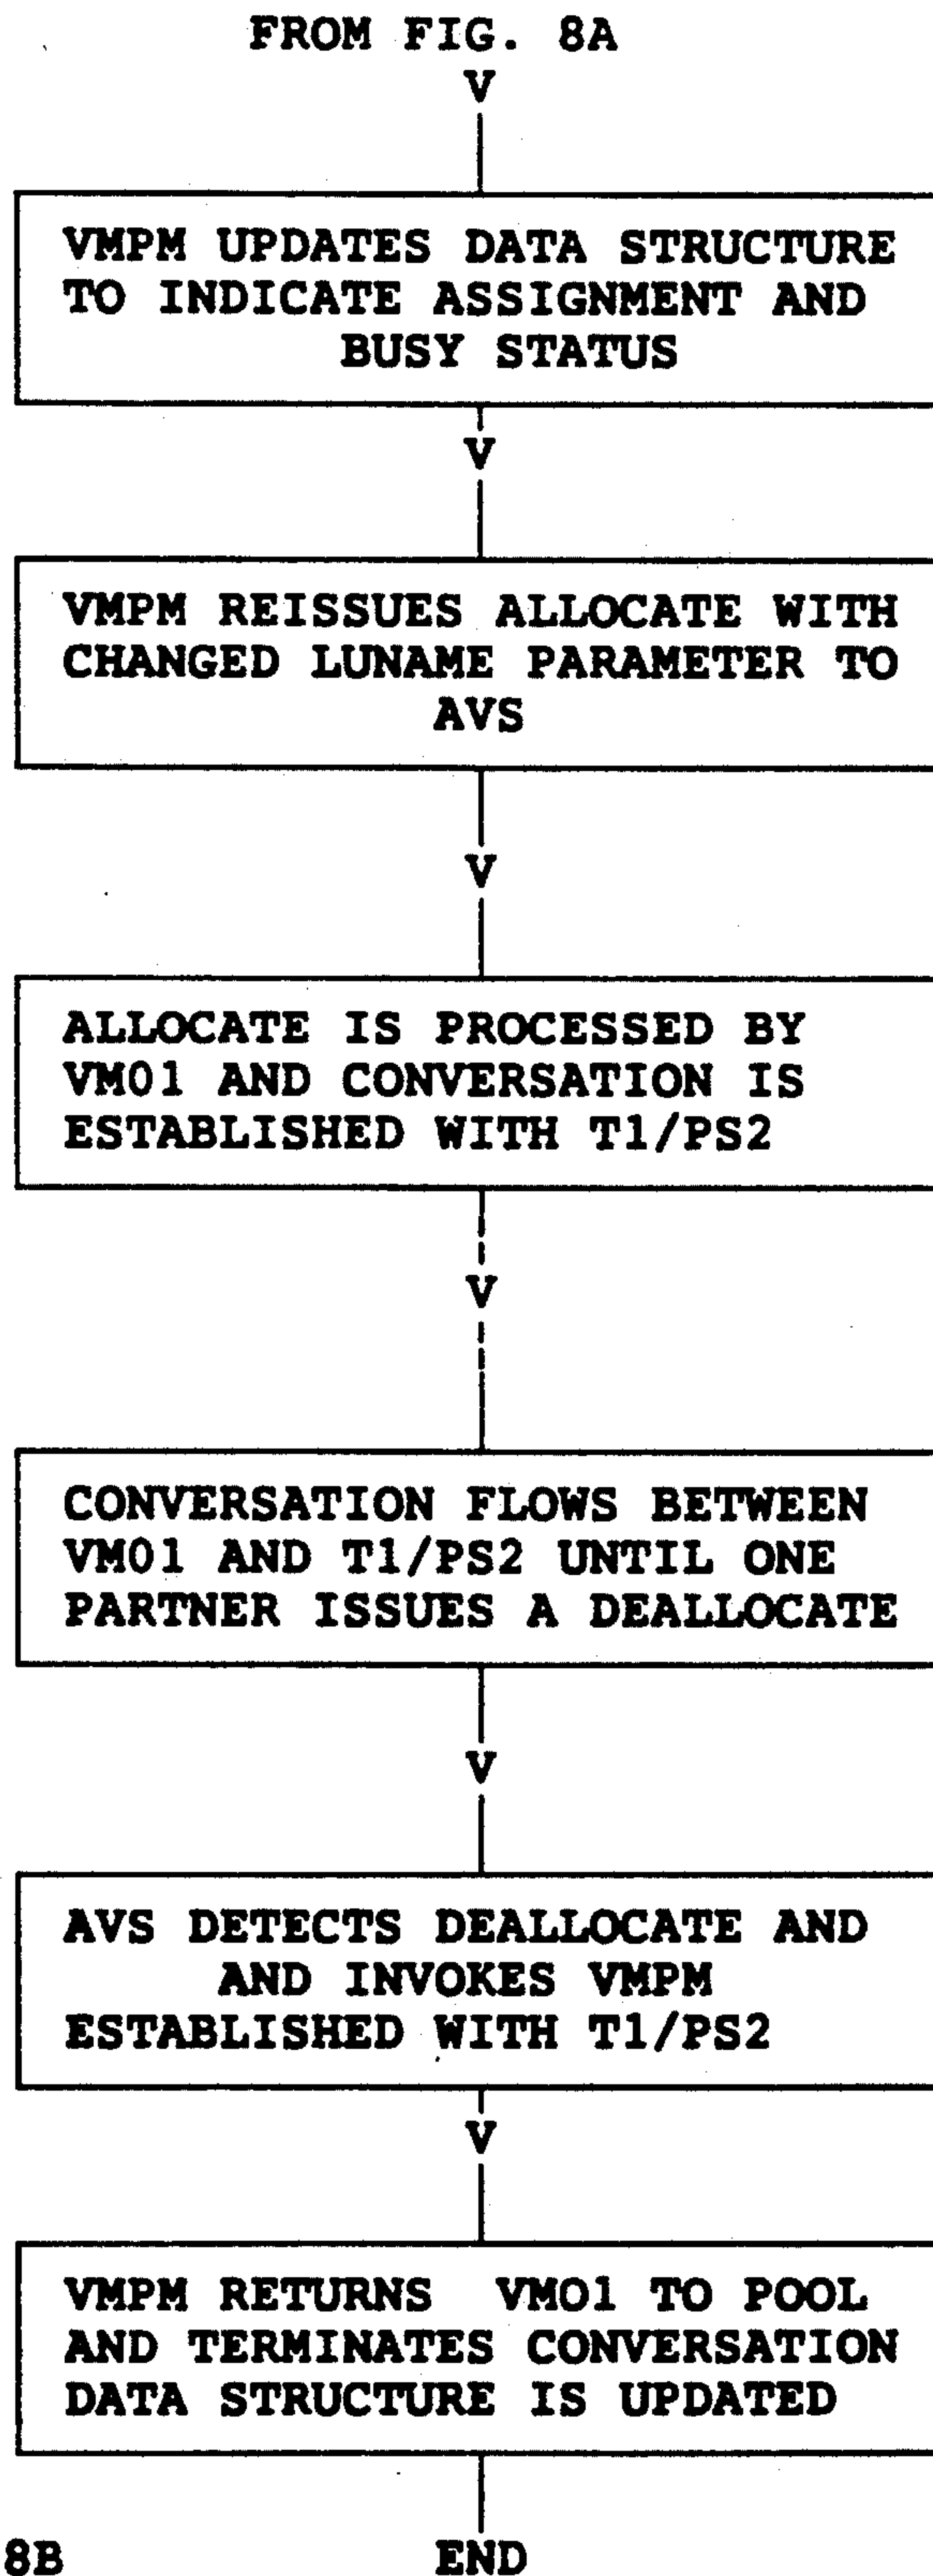 FROM FIG. 8A
V
VMPM UPDATES DATA STRUCTURE
TO INDICATE ASSIGNMENT AND
BUSY STATUS
V
VMPM REISSUES ALLOCATE WITH
CHANGED LUNAME PARAMETER TO
AVS
V
ALLOCATE IS PROCESSED BY
VM01 AND CONVERSATION IS
ESTABLISHED WITH T1/PS2
V
CONVERSATION FLOWS BETWEEN
VM01 AND T1/PS2 UNTIL ONE
PARTNER ISSUES A DEALLOCATE
V
AVS DETECTS DEALLOCATE AND
AND INVOKES VMPM
ESTABLISHED WITH T1/PS2
V
VMPM RETURNS VMO1 TO POOL
AND TERMINATES CONVERSATION
DATA STRUCTURE IS UPDATED
8B END